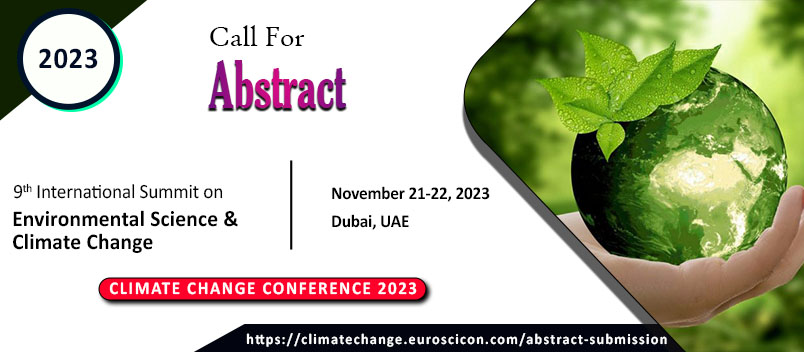 2023
Call For
Abstract
9th International Summit on
Environmental Science &
Climate Change
November 21-22, 2023
Dubai, UAE
CLIMATE CHANGE CONFERENCE 2023
https://climatechange.euroscicon.com/abstract-submission